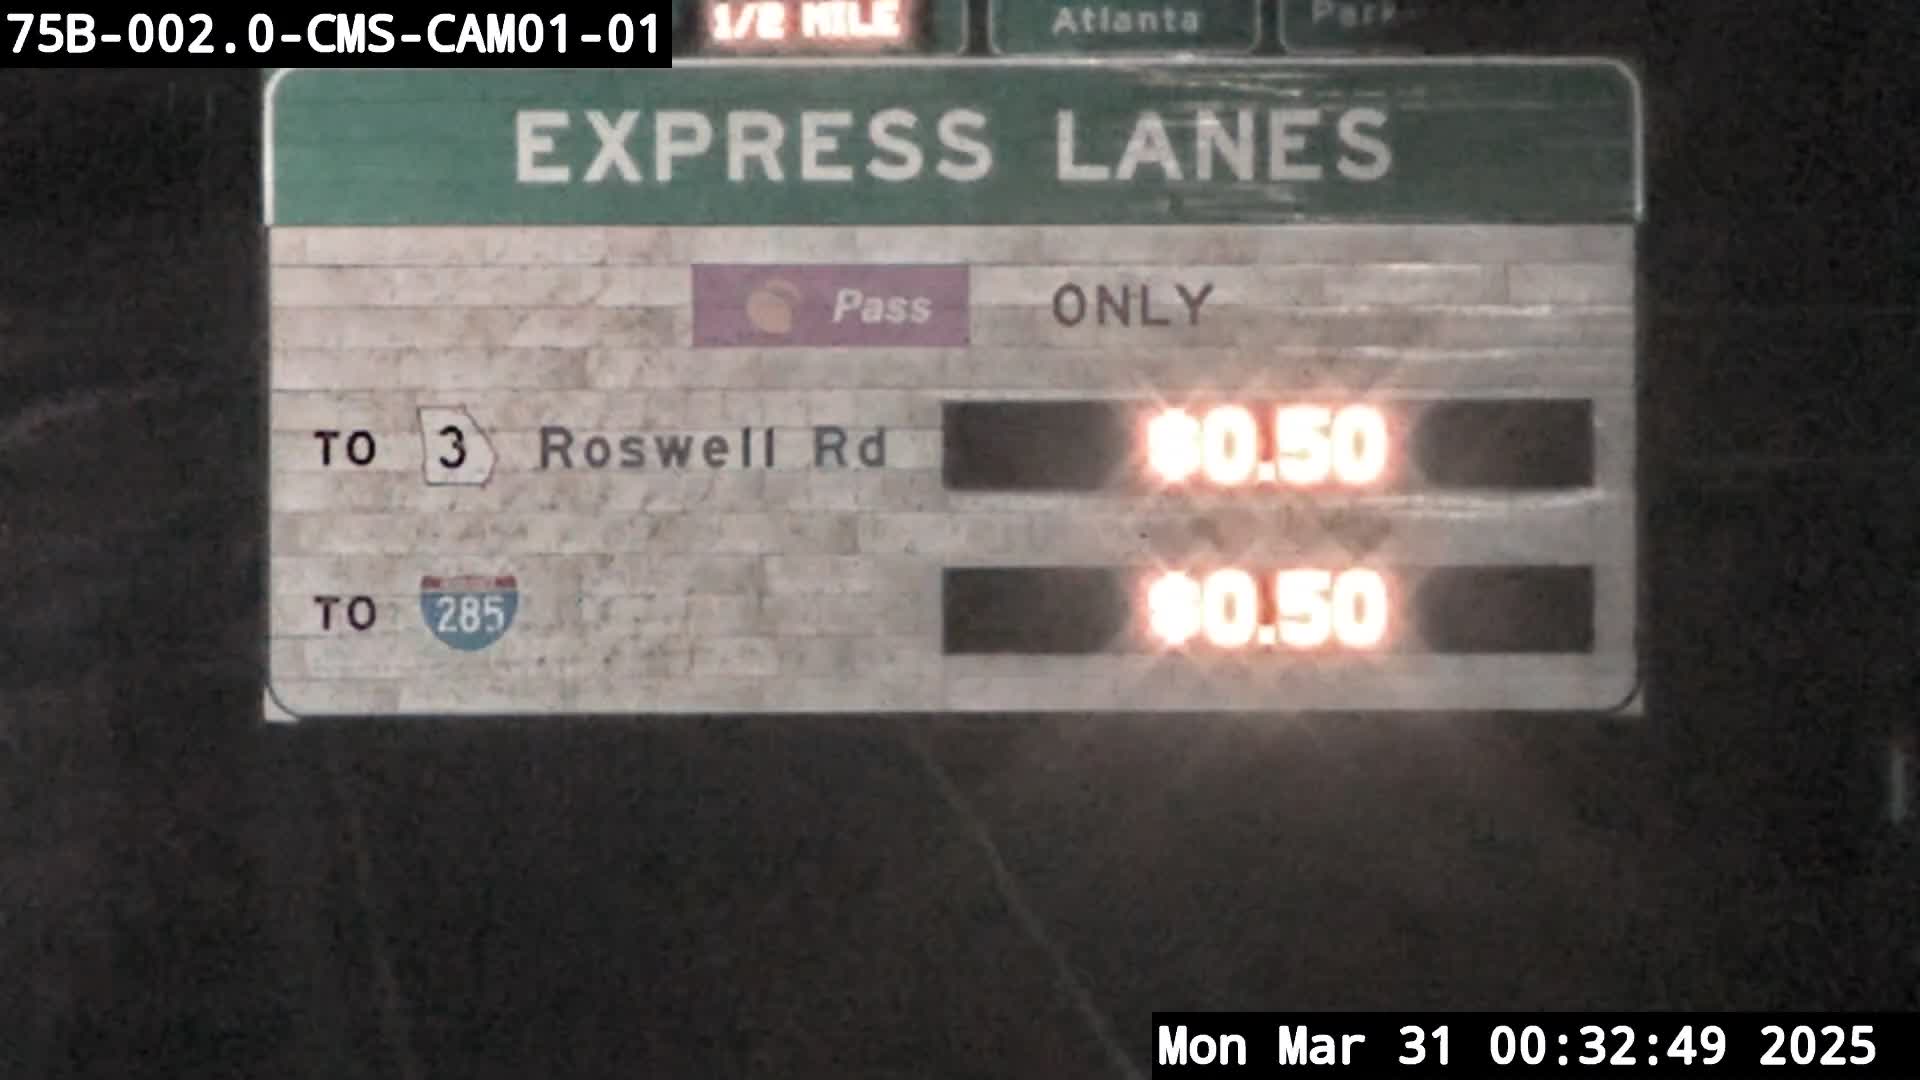 75B-002.0-CMS-CAM01-01
1/2 MILE
Atlanta
Park
EXPRESS LANES
Pass ONLY
TO 3 Roswell Rd $0.50
TO 285 $0.50
Mon Mar 31 00:32:49 2025